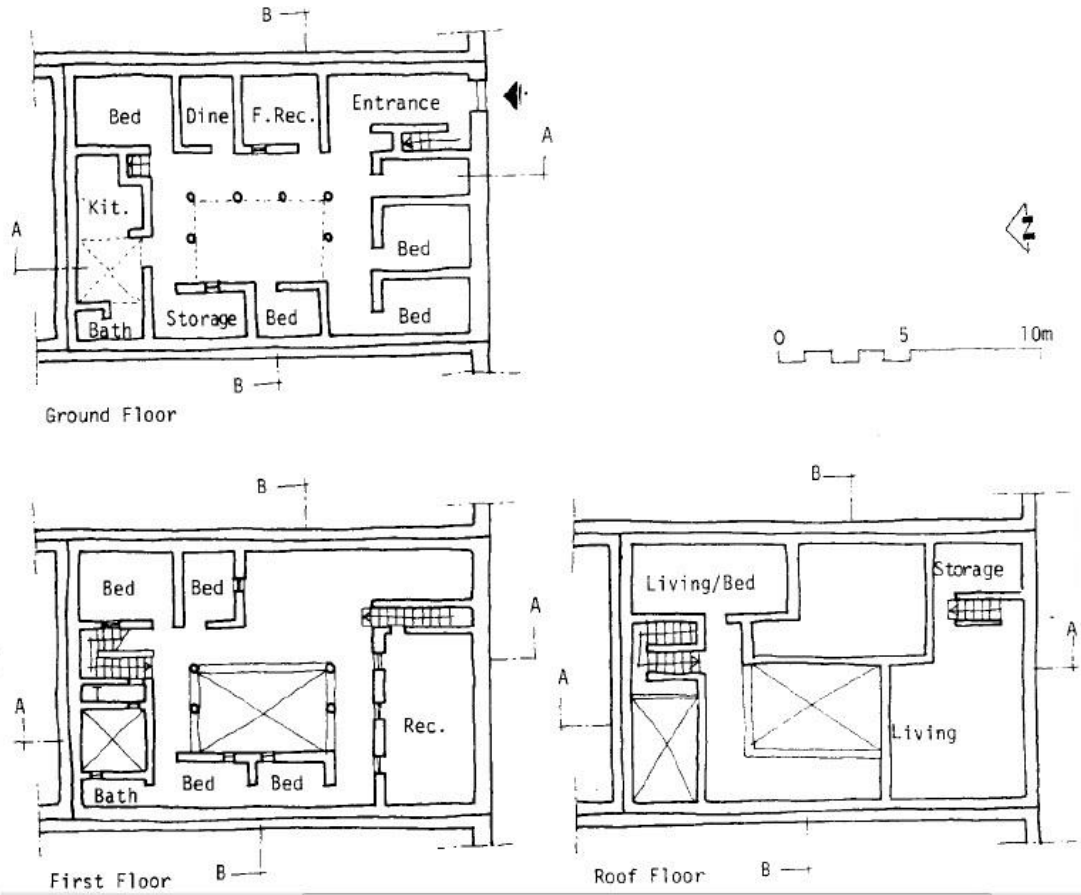 B
Bed
Dine
F.Rec.
Entrance
A
Kit.
A
Bed
Bath
Storage
Bed
Bed
B
Ground Floor
N
0 5 10m
B
Bed
Bed
A
A
Rec.
Bed
Bed
Bath
B
First Floor
B
Living/Bed
Storage
A
A
Living
B
Roof Floor